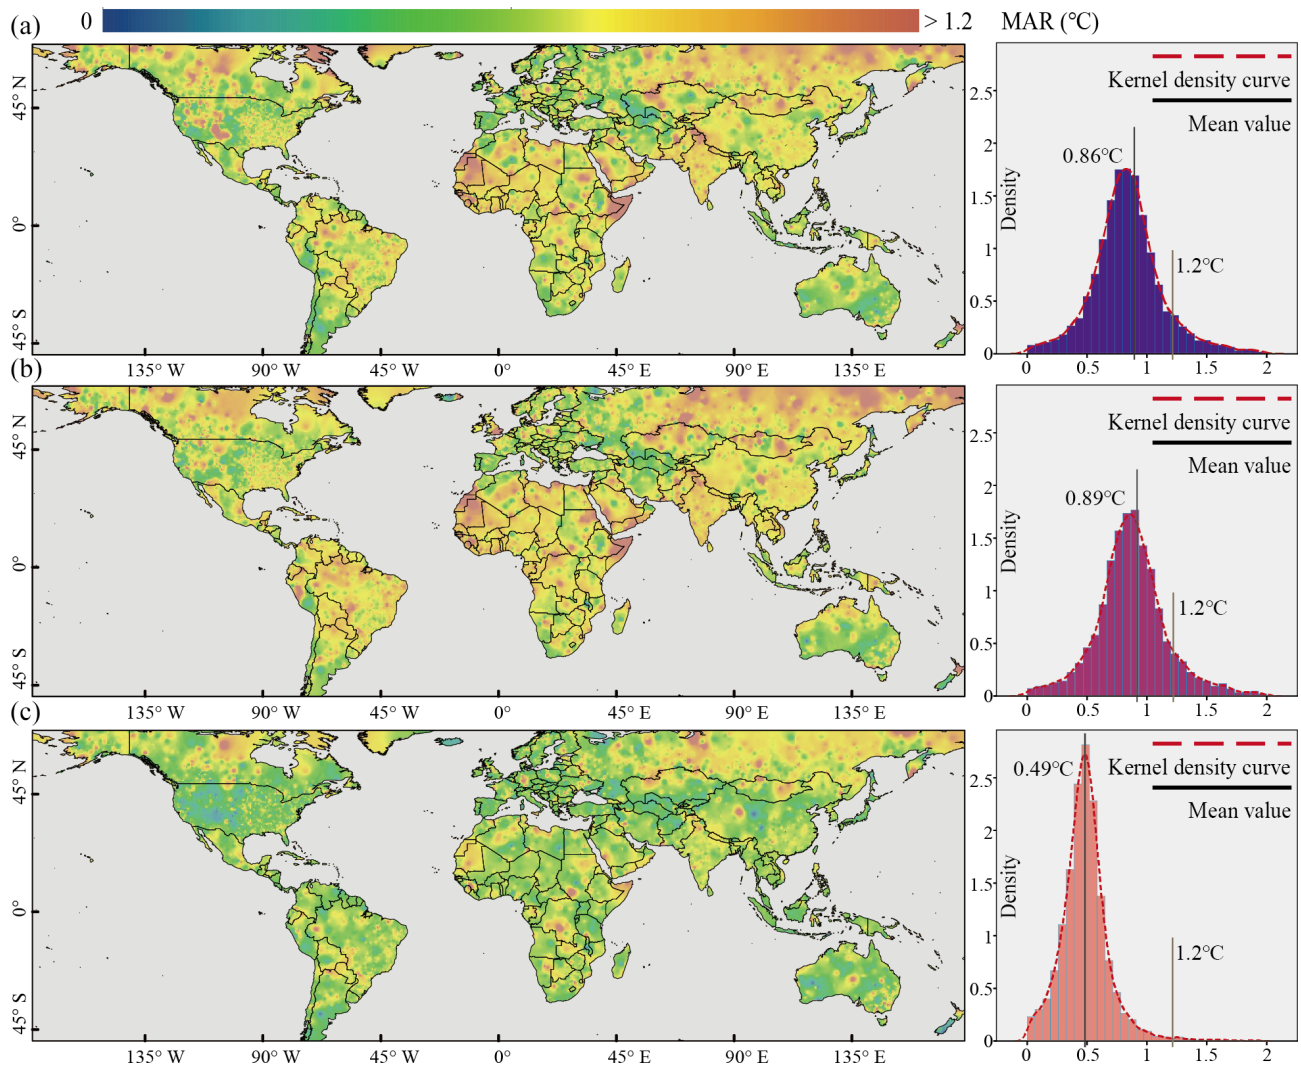 (a)
0
> 1.2
MAR (℃)
45° N
0°
45° S
135° W
90° W
45° W
0°
45° E
90° E
135° E
Kernel density curve
Mean value
0.86℃
1.2℃
Density
2.5
2
1.5
1
0.5
0
0
0.5
1
1.5
2
(b)
45° N
0°
45° S
135° W
90° W
45° W
0°
45° E
90° E
135° E
Kernel density curve
Mean value
0.89℃
1.2℃
Density
2.5
2
1.5
1
0.5
0
0
0.5
1
1.5
2
(c)
45° N
0°
45° S
135° W
90° W
45° W
0°
45° E
90° E
135° E
Kernel density curve
Mean value
0.49℃
1.2℃
Density
2.5
2
1.5
1
0.5
0
0
0.5
1
1.5
2